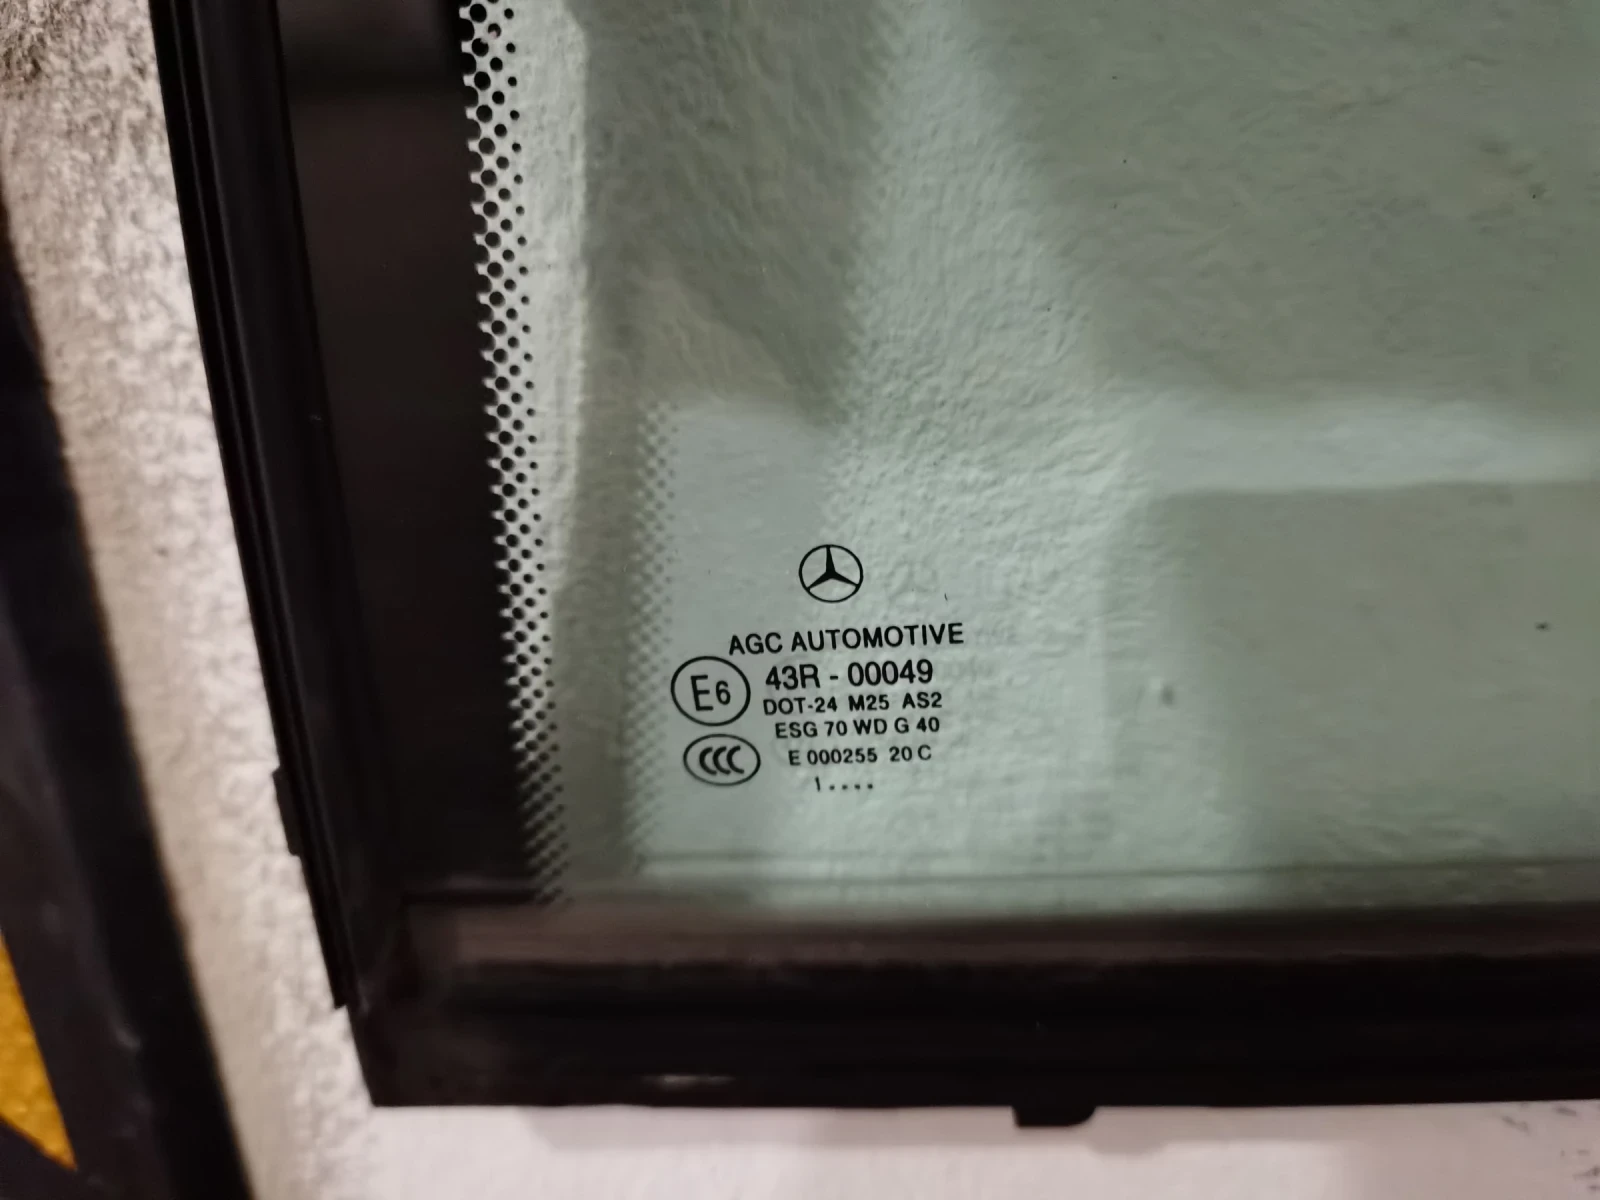 AGC AUTOMOTIVE
E6 43R - 00049
DOT-24 M25 AS2
ESG 70 WD G 40
CCC E 000255 20 C
1....